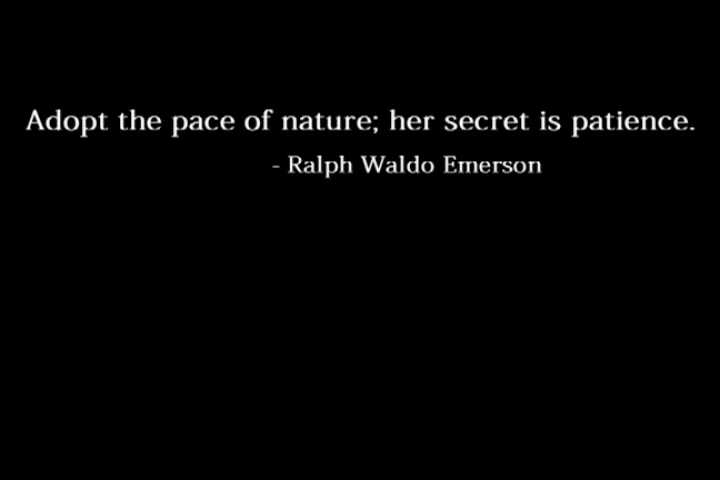 Adopt the pace of nature; her secret is patience.
- Ralph Waldo Emerson